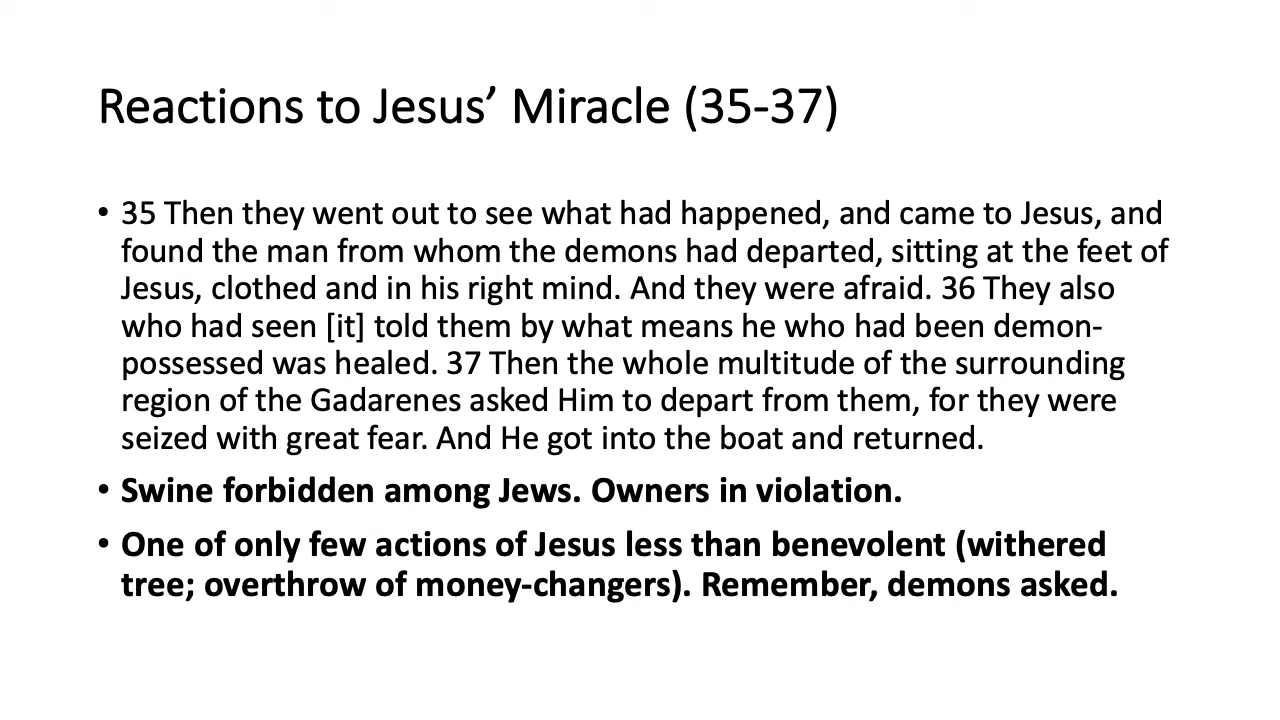 Reactions to Jesus’ Miracle (35-37)
• 35 Then they went out to see what had happened, and came to Jesus, and
found the man from whom the demons had departed, sitting at the feet of
Jesus, clothed and in his right mind. And they were afraid. 36 They also
who had seen [it] told them by what means he who had been demon-
possessed was healed. 37 Then the whole multitude of the surrounding
region of the Gadarenes asked Him to depart from them, for they were
seized with great fear. And He got into the boat and returned.
• Swine forbidden among Jews. Owners in violation.
• One of only few actions of Jesus less than benevolent (withered
tree; overthrow of money-changers). Remember, demons asked.